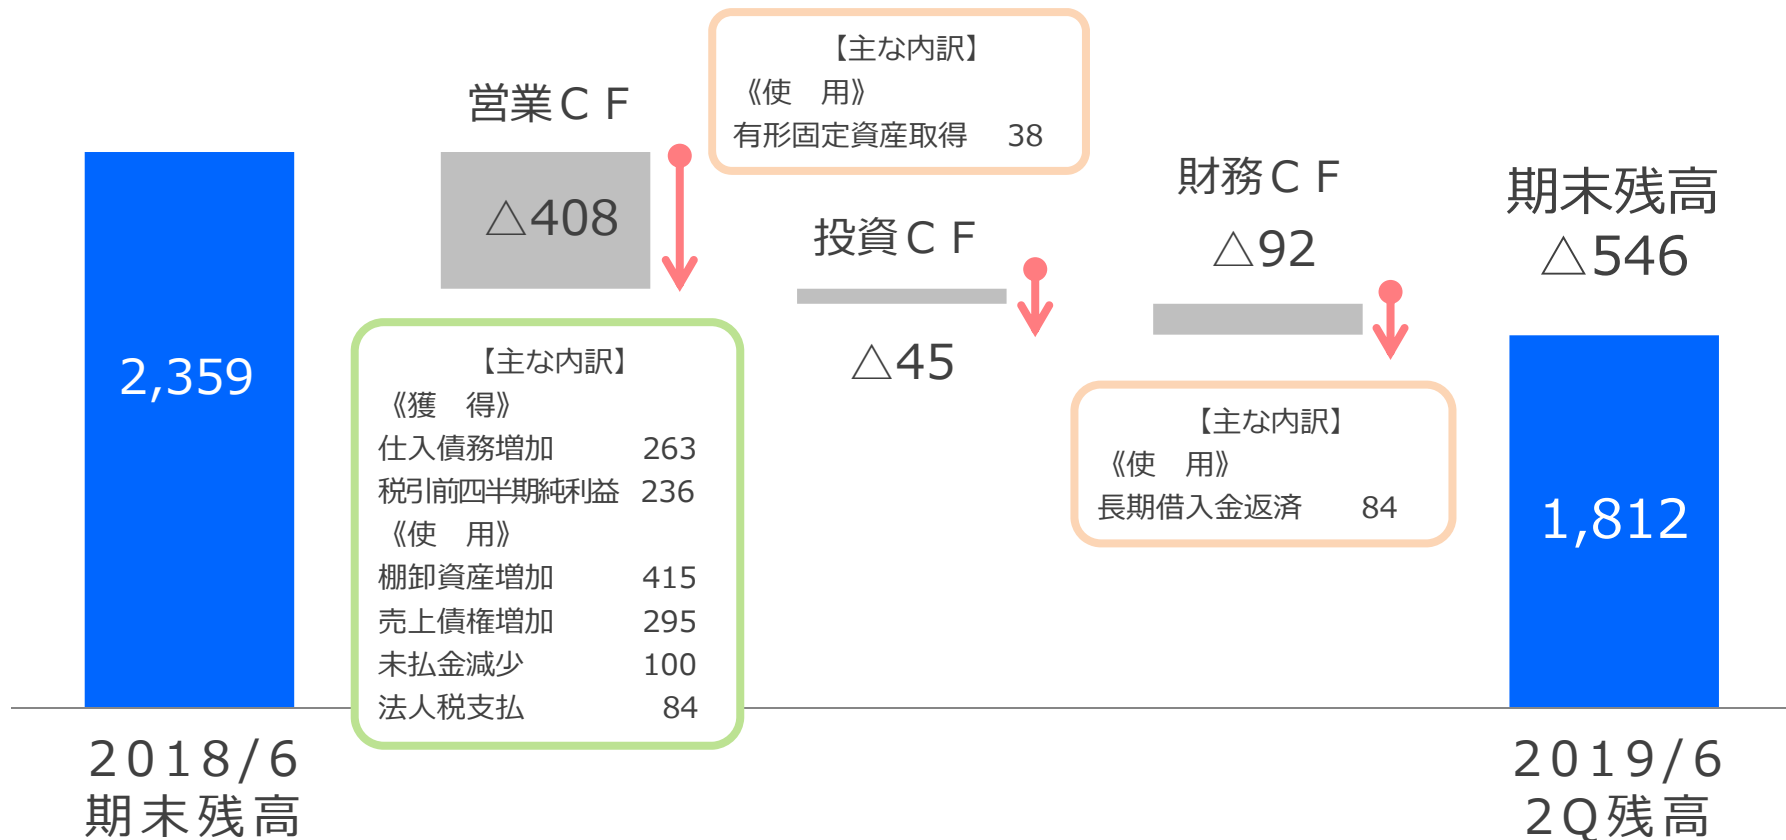 【主な内訳】
《使　用》
有形固定資産取得　38
営業ＣＦ
△408
投資ＣＦ
△45
財務ＣＦ
△92
期末残高
△546
2,359
【主な内訳】
《獲　得》
仕入債務増加　263
税引前四半期純利益　236
《使　用》
棚卸資産増加　415
売上債権増加　295
未払金減少　100
法人税支払　84
【主な内訳】
《使　用》
長期借入金返済　84
1,812
2018/6
期末残高
2019/6
2Q残高